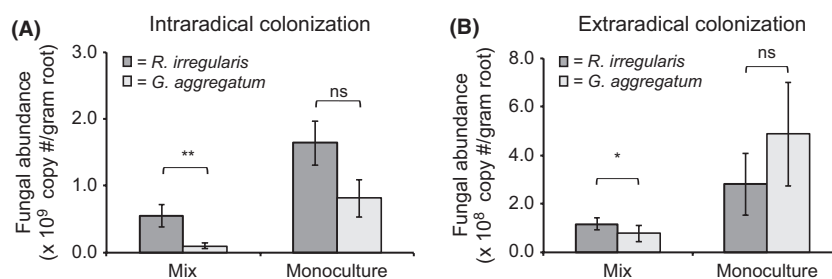 (A)
Intraradical colonization
Fungal abundance
(x 10⁹ copy #/gram root)
3.0
2.0
1.0
0.0
= R. irregularis
= G. aggregatum
**
ns
Mix
Monoculture
(B)
Extraradical colonization
Fungal abundance
(x 10⁸ copy #/gram root)
8.0
6.0
4.0
2.0
0.0
= R. irregularis
= G. aggregatum
*
ns
Mix
Monoculture